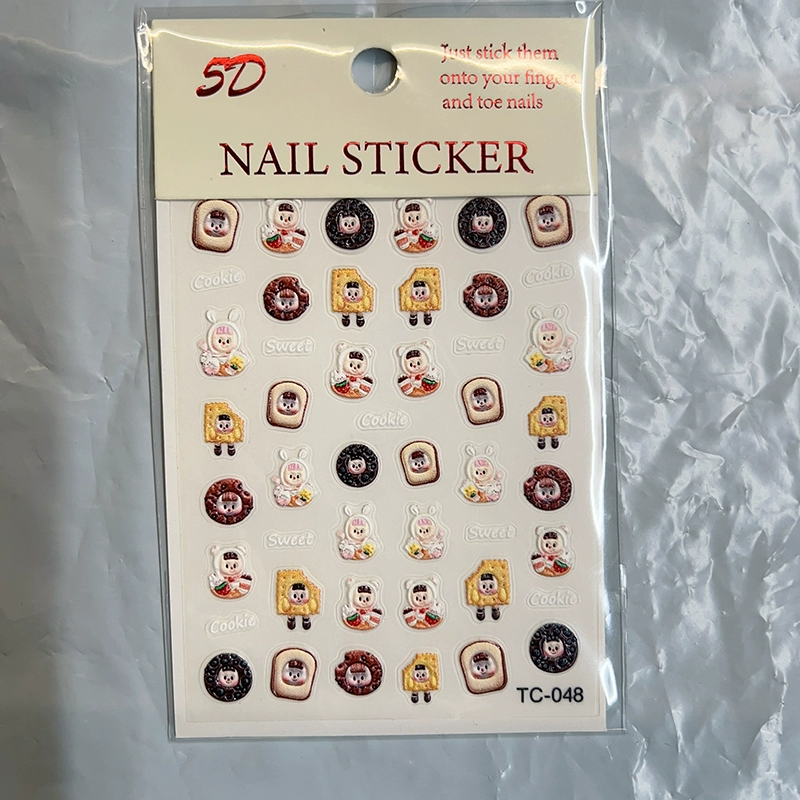 5D
Just stick them
onto your fingers
and toe nails
NAIL STICKER
Cookie
Cookie
Sweet
Sweet
Cookie
Sweet
Sweet
Cookie
Cookie
TC-048